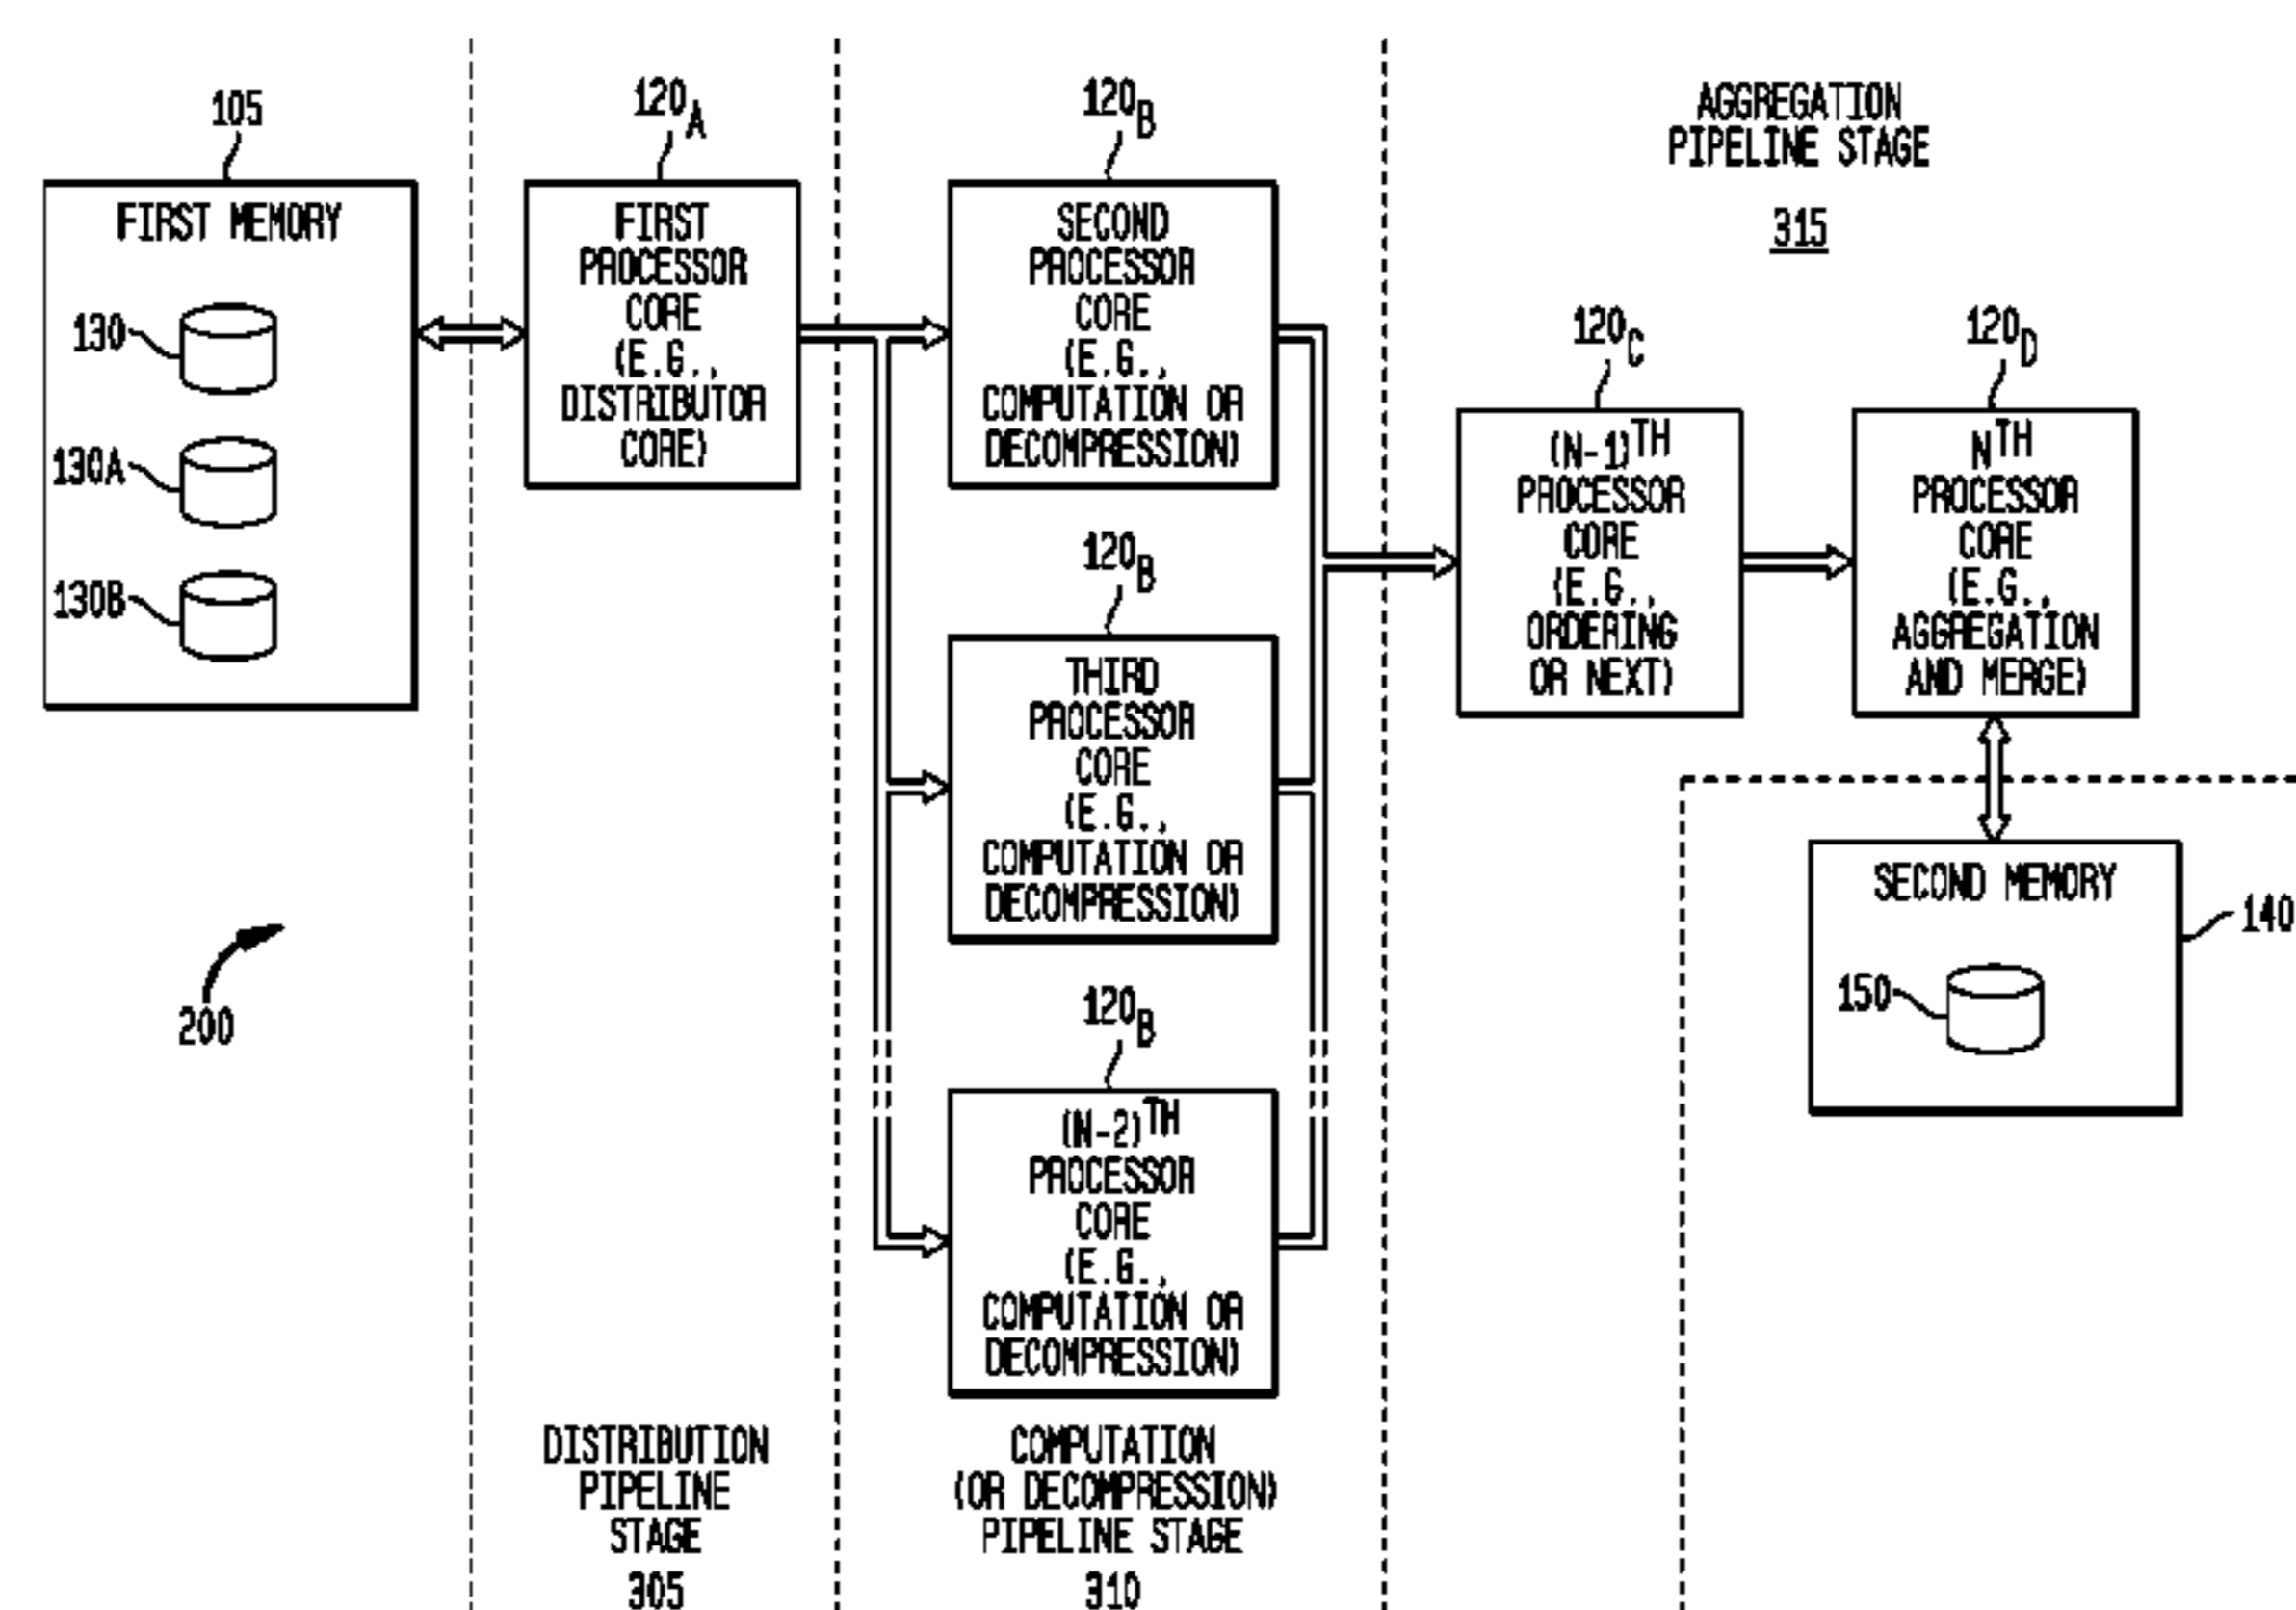 105
FIRST MEMORY
130
130A
130B
200
120A
FIRST
PROCESSOR
CORE
(E.G.,
DISTRIBUTOR
CORE)
DISTRIBUTION
PIPELINE
STAGE
305
120B
SECOND
PROCESSOR
CORE
(E.G.,
COMPUTATION OR
DECOMPRESSION)
120B
THIRD
PROCESSOR
CORE
(E.G.,
COMPUTATION OR
DECOMPRESSION)
120B
(N-2)TH
PROCESSOR
CORE
(E.G.,
COMPUTATION OR
DECOMPRESSION)
COMPUTATION
(OR DECOMPRESSION)
PIPELINE STAGE
310
AGGREGATION
PIPELINE STAGE
315
120C
(N-1)TH
PROCESSOR
CORE
(E.G.,
ORDERING
OR NEXT)
120D
NTH
PROCESSOR
CORE
(E.G.,
AGGREGATION
AND MERGE)
SECOND MEMORY
140
150